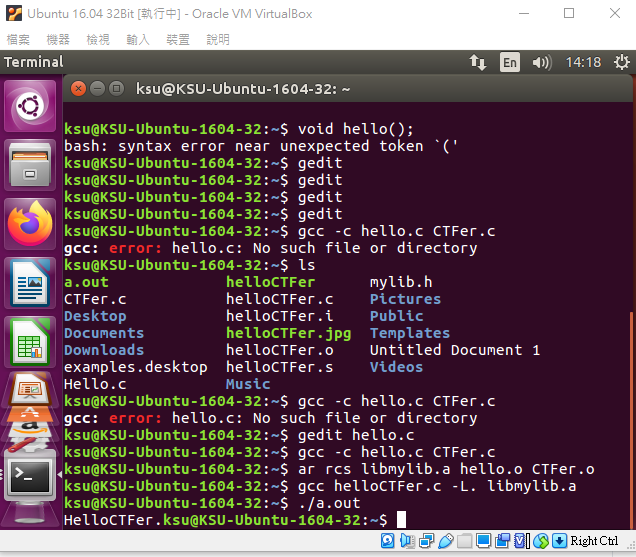 Ubuntu 16.04 32Bit [執行中] - Oracle VM VirtualBox
檔案 機器 檢視 輸入 裝置 說明
Terminal En 14:18
ksu@KSU-Ubuntu-1604-32: ~
ksu@KSU-Ubuntu-1604-32:~$ void hello();
bash: syntax error near unexpected token `('
ksu@KSU-Ubuntu-1604-32:~$ gedit
ksu@KSU-Ubuntu-1604-32:~$ gedit
ksu@KSU-Ubuntu-1604-32:~$ gedit
ksu@KSU-Ubuntu-1604-32:~$ gedit
ksu@KSU-Ubuntu-1604-32:~$ gcc -c hello.c CTFer.c
gcc: error: hello.c: No such file or directory
ksu@KSU-Ubuntu-1604-32:~$ ls
a.out helloCTFer mylib.h
CTFer.c helloCTFer.c Pictures
Desktop helloCTFer.i Public
Documents helloCTFer.jpg Templates
Downloads helloCTFer.o Untitled Document 1
examples.desktop helloCTFer.s Videos
Hello.c Music
ksu@KSU-Ubuntu-1604-32:~$ gcc -c hello.c CTFer.c
gcc: error: hello.c: No such file or directory
ksu@KSU-Ubuntu-1604-32:~$ gedit hello.c
ksu@KSU-Ubuntu-1604-32:~$ gcc -c hello.c CTFer.c
ksu@KSU-Ubuntu-1604-32:~$ ar rcs libmylib.a hello.o CTFer.o
ksu@KSU-Ubuntu-1604-32:~$ gcc helloCTFer.c -L. libmylib.a
ksu@KSU-Ubuntu-1604-32:~$ ./a.out
HelloCTFer.ksu@KSU-Ubuntu-1604-32:~$
Right Ctrl